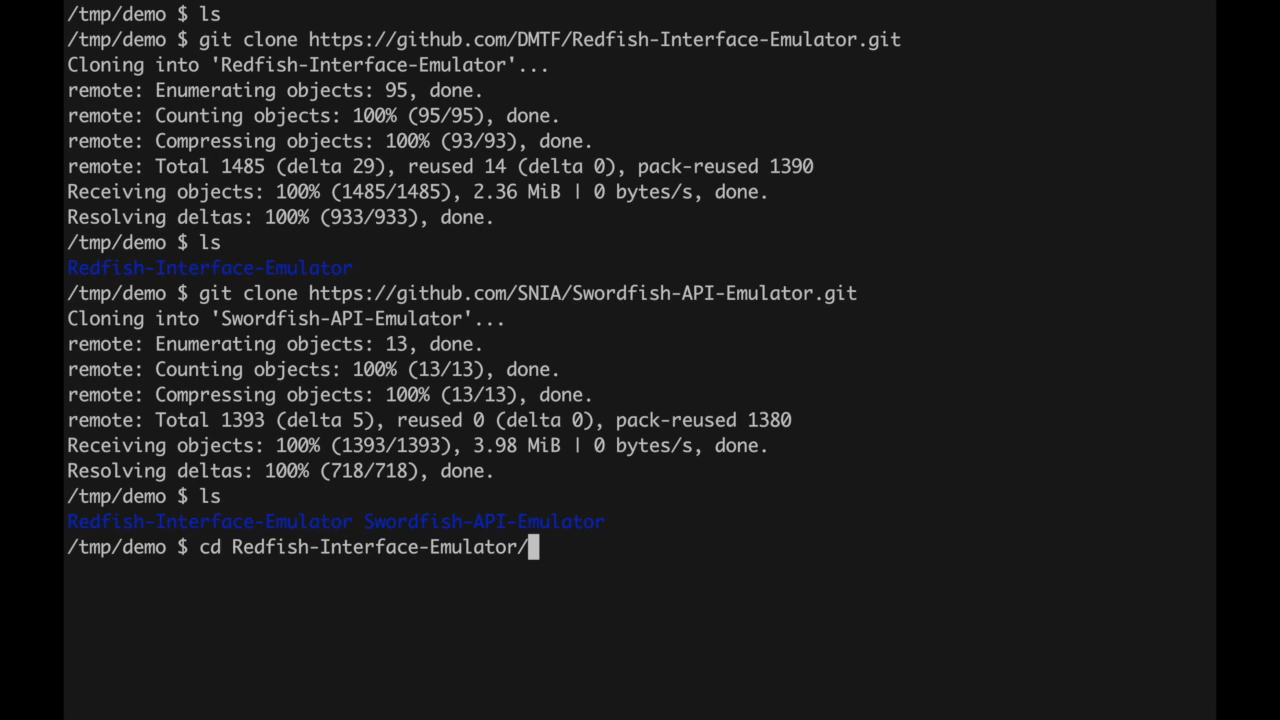 /tmp/demo $ ls
/tmp/demo $ git clone https://github.com/DMTF/Redfish-Interface-Emulator.git
Cloning into 'Redfish-Interface-Emulator'...
remote: Enumerating objects: 95, done.
remote: Counting objects: 100% (95/95), done.
remote: Compressing objects: 100% (93/93), done.
remote: Total 1485 (delta 29), reused 14 (delta 0), pack-reused 1390
Receiving objects: 100% (1485/1485), 2.36 MiB | 0 bytes/s, done.
Resolving deltas: 100% (933/933), done.
/tmp/demo $ ls
Redfish-Interface-Emulator
/tmp/demo $ git clone https://github.com/SNIA/Swordfish-API-Emulator.git
Cloning into 'Swordfish-API-Emulator'...
remote: Enumerating objects: 13, done.
remote: Counting objects: 100% (13/13), done.
remote: Compressing objects: 100% (13/13), done.
remote: Total 1393 (delta 5), reused 0 (delta 0), pack-reused 1380
Receiving objects: 100% (1393/1393), 3.98 MiB | 0 bytes/s, done.
Resolving deltas: 100% (718/718), done.
/tmp/demo $ ls
Redfish-Interface-Emulator Swordfish-API-Emulator
/tmp/demo $ cd Redfish-Interface-Emulator/